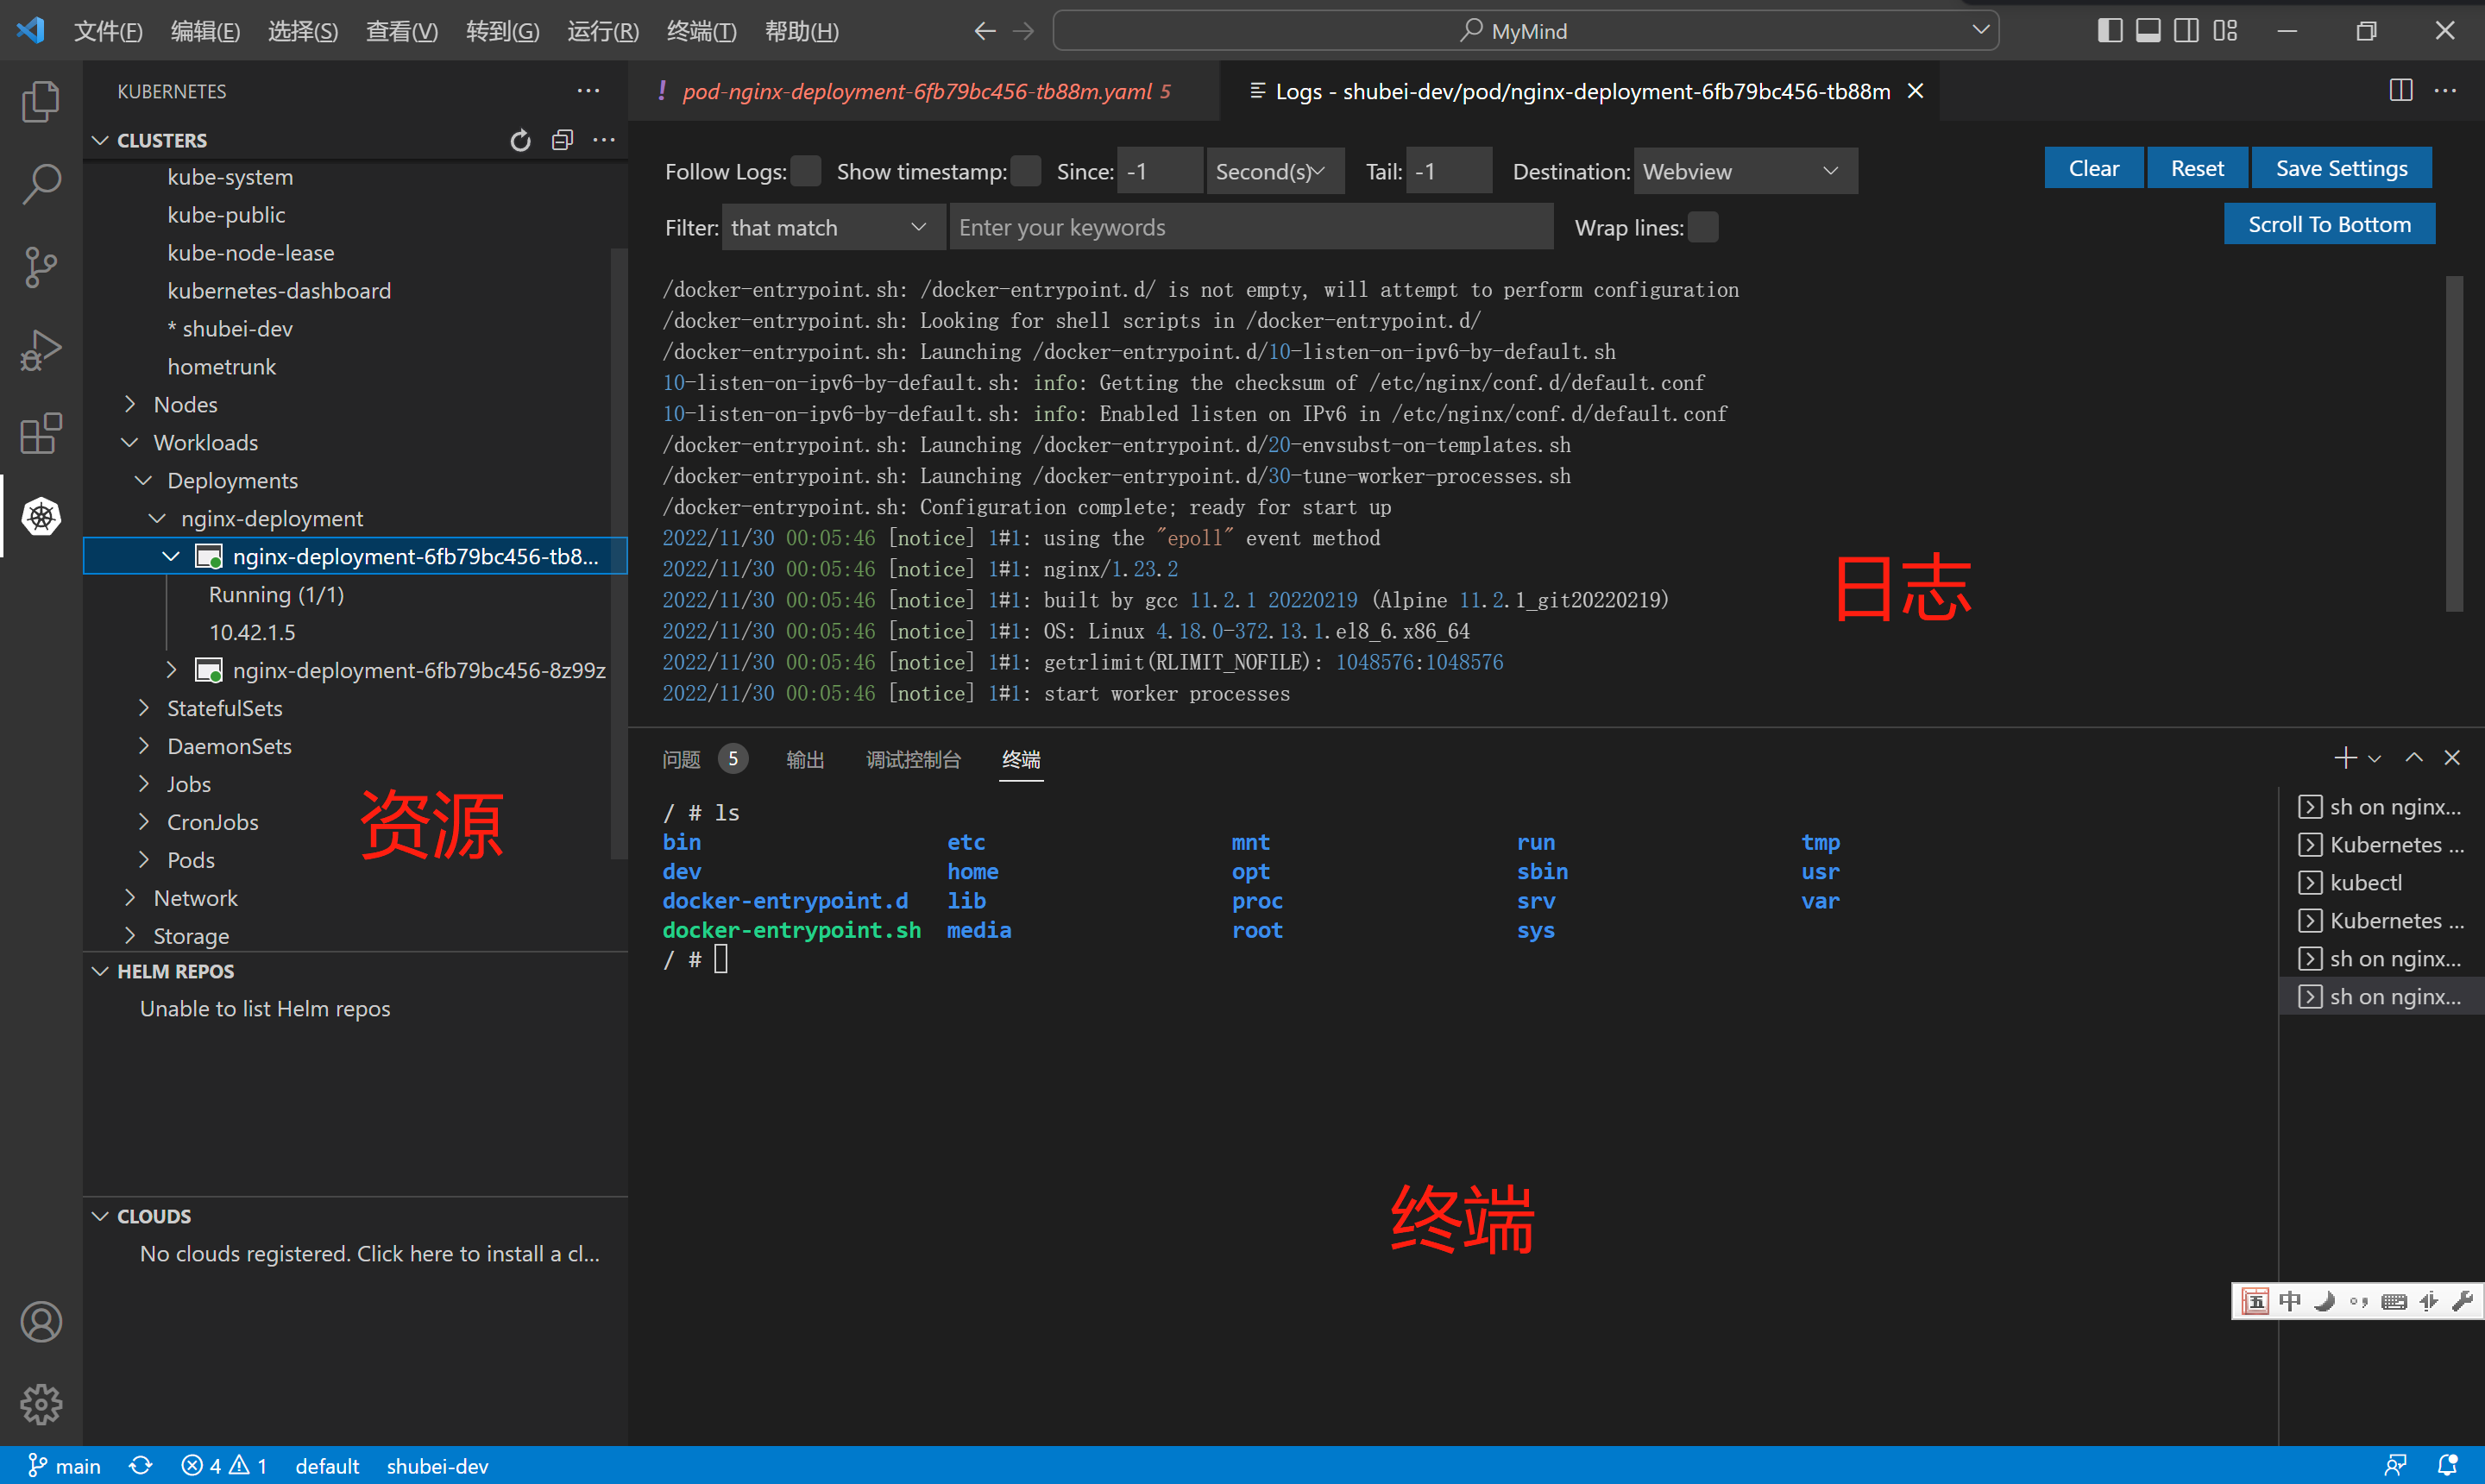 文件(F) 编辑(E) 选择(S) 查看(V) 转到(G) 运行(R) 终端(T) 帮助(H) MyMind
KUBERNETES
CLUSTERS
kube-system
kube-public
kube-node-lease
kubernetes-dashboard
* shubei-dev
hometrunk
Nodes
Workloads
Deployments
nginx-deployment
nginx-deployment-6fb79bc456-tb8...
Running (1/1)
10.42.1.5
nginx-deployment-6fb79bc456-8z99z
StatefulSets
DaemonSets
Jobs
CronJobs
Pods
Network
Storage
资源
HELM REPOS
Unable to list Helm repos
CLOUDS
No clouds registered. Click here to install a cl...
! pod-nginx-deployment-6fb79bc456-tb88m.yaml 5
Logs - shubei-dev/pod/nginx-deployment-6fb79bc456-tb88m
Follow Logs: Show timestamp: Since: -1 Second(s) Tail: -1 Destination: Webview Clear Reset Save Settings
Filter: that match Enter your keywords Wrap lines: Scroll To Bottom
/docker-entrypoint.sh: /docker-entrypoint.d/ is not empty, will attempt to perform configuration
/docker-entrypoint.sh: Looking for shell scripts in /docker-entrypoint.d/
/docker-entrypoint.sh: Launching /docker-entrypoint.d/10-listen-on-ipv6-by-default.sh
10-listen-on-ipv6-by-default.sh: info: Getting the checksum of /etc/nginx/conf.d/default.conf
10-listen-on-ipv6-by-default.sh: info: Enabled listen on IPv6 in /etc/nginx/conf.d/default.conf
/docker-entrypoint.sh: Launching /docker-entrypoint.d/20-envsubst-on-templates.sh
/docker-entrypoint.sh: Launching /docker-entrypoint.d/30-tune-worker-processes.sh
/docker-entrypoint.sh: Configuration complete; ready for start up
2022/11/30 00:05:46 [notice] 1#1: using the "epoll" event method
2022/11/30 00:05:46 [notice] 1#1: nginx/1.23.2
2022/11/30 00:05:46 [notice] 1#1: built by gcc 11.2.1 20220219 (Alpine 11.2.1_git20220219)
2022/11/30 00:05:46 [notice] 1#1: OS: Linux 4.18.0-372.13.1.el8_6.x86_64
2022/11/30 00:05:46 [notice] 1#1: getrlimit(RLIMIT_NOFILE): 1048576:1048576
2022/11/30 00:05:46 [notice] 1#1: start worker processes
日志
问题 5 输出 调试控制台 终端
/ # ls
bin etc mnt run tmp
dev home opt sbin usr
docker-entrypoint.d lib proc srv var
docker-entrypoint.sh media root sys
/ #
终端
sh on nginx...
Kubernetes ...
kubectl
Kubernetes ...
sh on nginx...
sh on nginx...
五 中
main 4 1 default shubei-dev